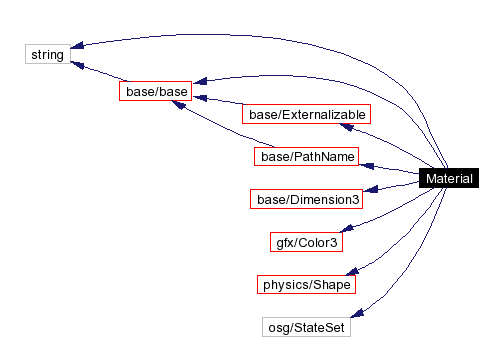 string
base/base
base/Externalizable
base/PathName
Material
base/Dimension3
gfx/Color3
physics/Shape
osg/StateSet